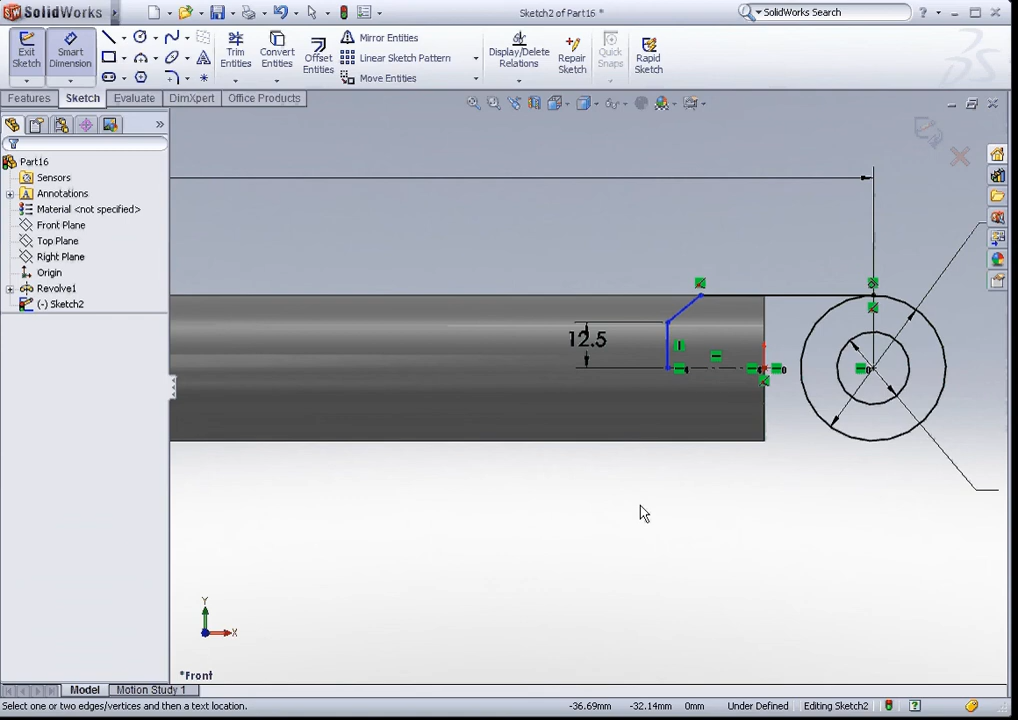 SolidWorks
Sketch2 of Part16 *
SolidWorks Search
Exit Sketch
Smart Dimension
Trim Entities
Convert Entities
Offset Entities
Mirror Entities
Linear Sketch Pattern
Move Entities
Display/Delete Relations
Repair Sketch
Quick Snaps
Rapid Sketch
Features
Sketch
Evaluate
DimXpert
Office Products
Part16
Sensors
Annotations
Material <not specified>
Front Plane
Top Plane
Right Plane
Origin
Revolve1
(-) Sketch2
12.5
Y
X
*Front
Model
Motion Study 1
Select one or two edges/vertices and then a text location.
-36.69mm
-32.14mm
0mm
Under Defined
Editing Sketch2